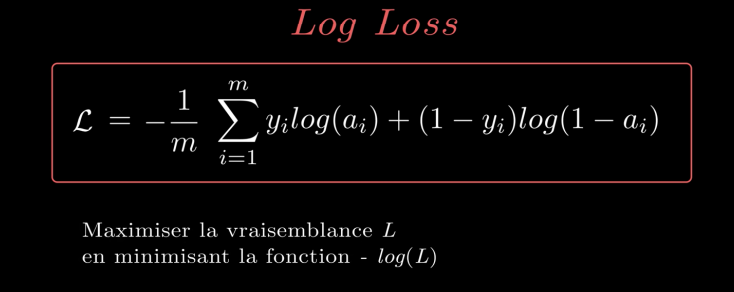 Log Loss
ℒ = -\frac{1}{m} \sum_{i=1}^{m} y_i log(a_i) + (1 - y_i)log(1 - a_i)
Maximiser la vraisemblance L
en minimisant la fonction - log(L)